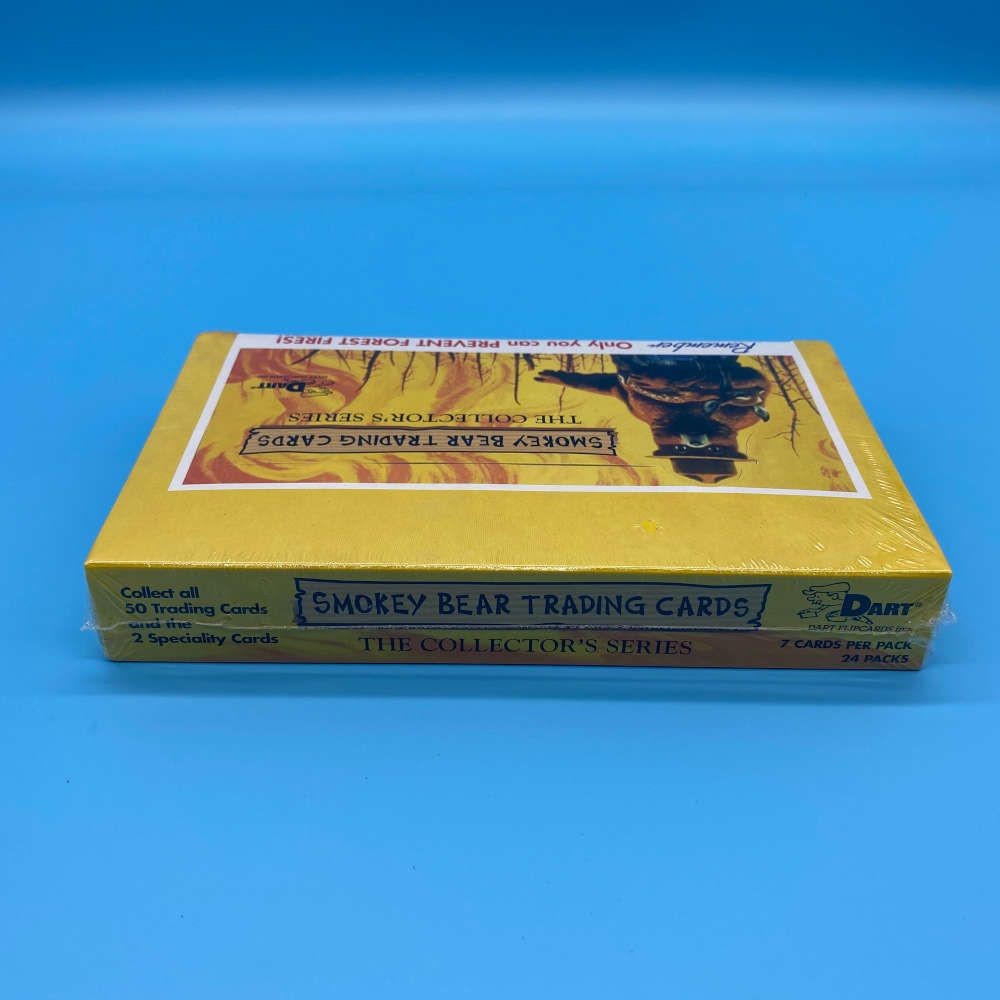 Remember Only you can PREVENT FOREST FIRES!
DART
THE COLLECTOR'S SERIES
SMOKEY BEAR TRADING CARDS
Collect all
50 Trading Cards
and the
2 Speciality Cards
SMOKEY BEAR TRADING CARDS
THE COLLECTOR'S SERIES
DART™
DART FLIPCARDS INC.
7 CARDS PER PACK
24 PACKS